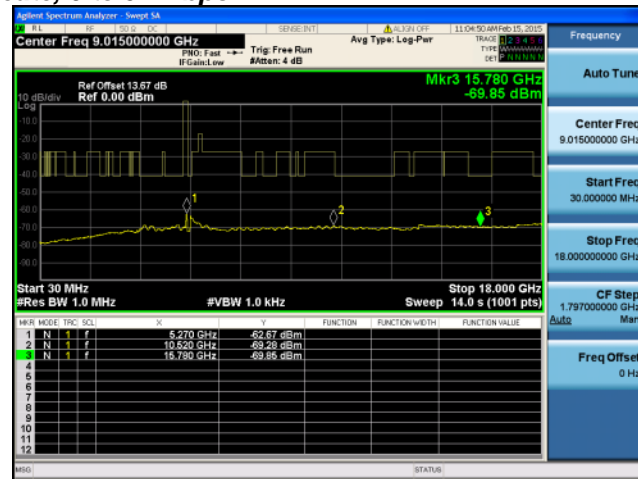 Agilent Spectrum Analyzer - Swept SA
RL RF 50 Ω DC SENSE:INT ALIGN OFF 11:04:50 AM Feb 15, 2015
Center Freq 9.015000000 GHz
PNO: Fast
IFGain:Low
Trig: Free Run
#Atten: 4 dB
Avg Type: Log-Pwr
TRACE 1 2 3 4 5 6
TYPE
DET P N N N N N
Ref Offset 13.67 dB
Ref 0.00 dBm
10 dB/div
Log
Mkr3 15.780 GHz
-69.85 dBm
-10.0
-20.0
-30.0
-40.0
-50.0
-60.0
-70.0
-80.0
-90.0
1
2
3
Start 30 MHz
Stop 18.000 GHz
#Res BW 1.0 MHz #VBW 1.0 kHz Sweep 14.0 s (1001 pts)
MKR MODE TRC SCL X Y FUNCTION FUNCTION WIDTH FUNCTION VALUE
1 N 1 f 5.270 GHz -62.67 dBm
2 N 1 f 10.520 GHz -69.28 dBm
3 N 1 f 15.780 GHz -69.85 dBm
4
5
6
7
8
9
10
11
12
MSG STATUS
Frequency
Auto Tune
Center Freq
9.015000000 GHz
Start Freq
30.000000 MHz
Stop Freq
18.000000000 GHz
CF Step
1.797000000 GHz
Auto Man
Freq Offset
0 Hz